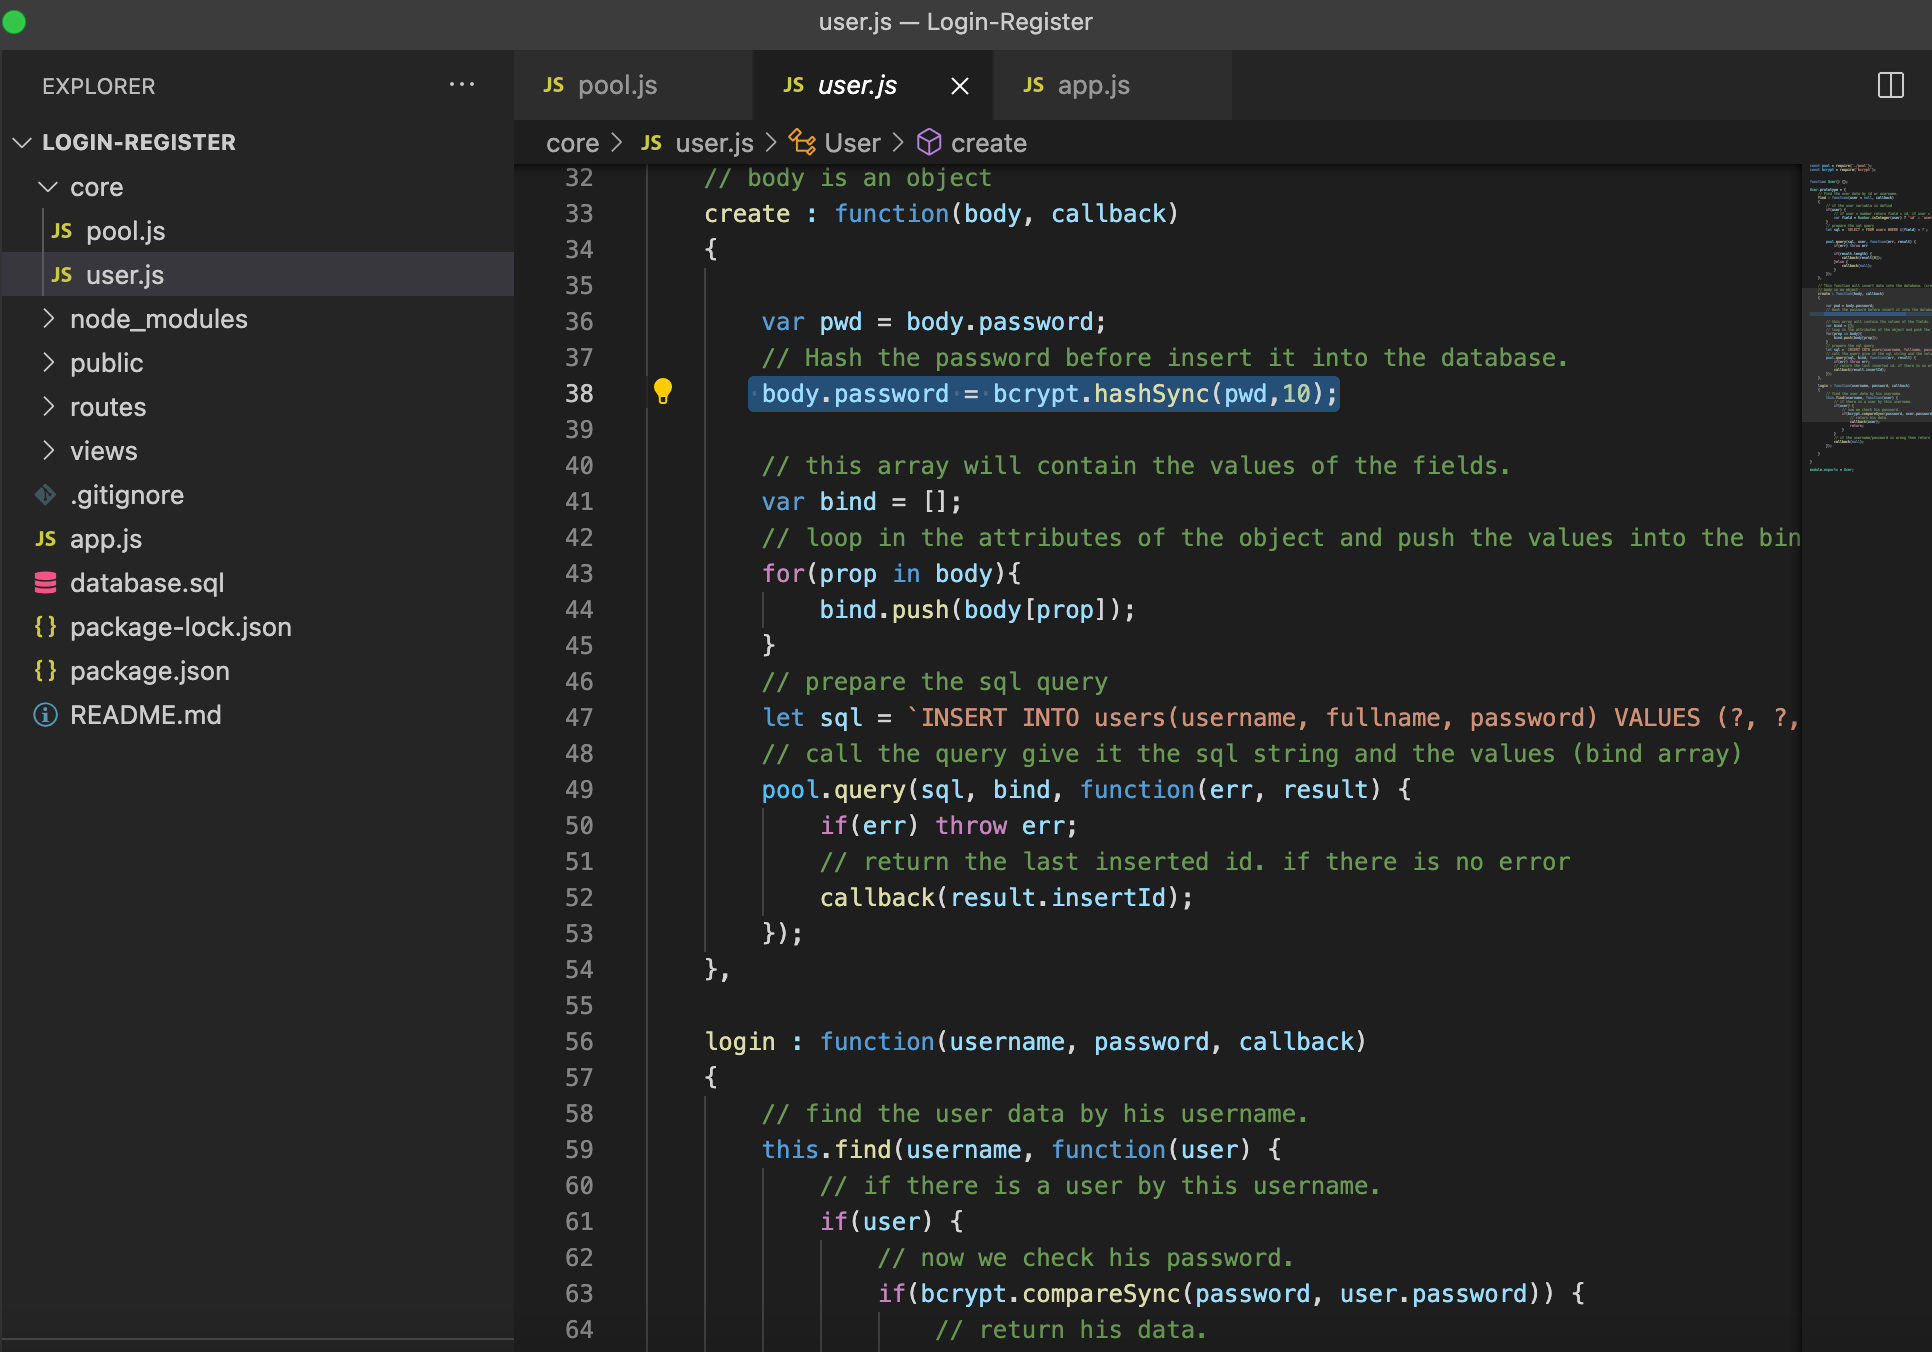 user.js — Login-Register
EXPLORER
LOGIN-REGISTER
core
JS pool.js
JS user.js
node_modules
public
routes
views
.gitignore
JS app.js
database.sql
{} package-lock.json
{} package.json
README.md
JS pool.js JS user.js JS app.js
core > JS user.js > User > create
32 // body is an object
33 create : function(body, callback)
34 {
35
36 var pwd = body.password;
37 // Hash the password before insert it into the database.
38 body.password = bcrypt.hashSync(pwd,10);
39
40 // this array will contain the values of the fields.
41 var bind = [];
42 // loop in the attributes of the object and push the values into the bin
43 for(prop in body){
44 bind.push(body[prop]);
45 }
46 // prepare the sql query
47 let sql = `INSERT INTO users(username, fullname, password) VALUES (?, ?,
48 // call the query give it the sql string and the values (bind array)
49 pool.query(sql, bind, function(err, result) {
50 if(err) throw err;
51 // return the last inserted id. if there is no error
52 callback(result.insertId);
53 });
54 },
55
56 login : function(username, password, callback)
57 {
58 // find the user data by his username.
59 this.find(username, function(user) {
60 // if there is a user by this username.
61 if(user) {
62 // now we check his password.
63 if(bcrypt.compareSync(password, user.password)) {
64 // return his data.